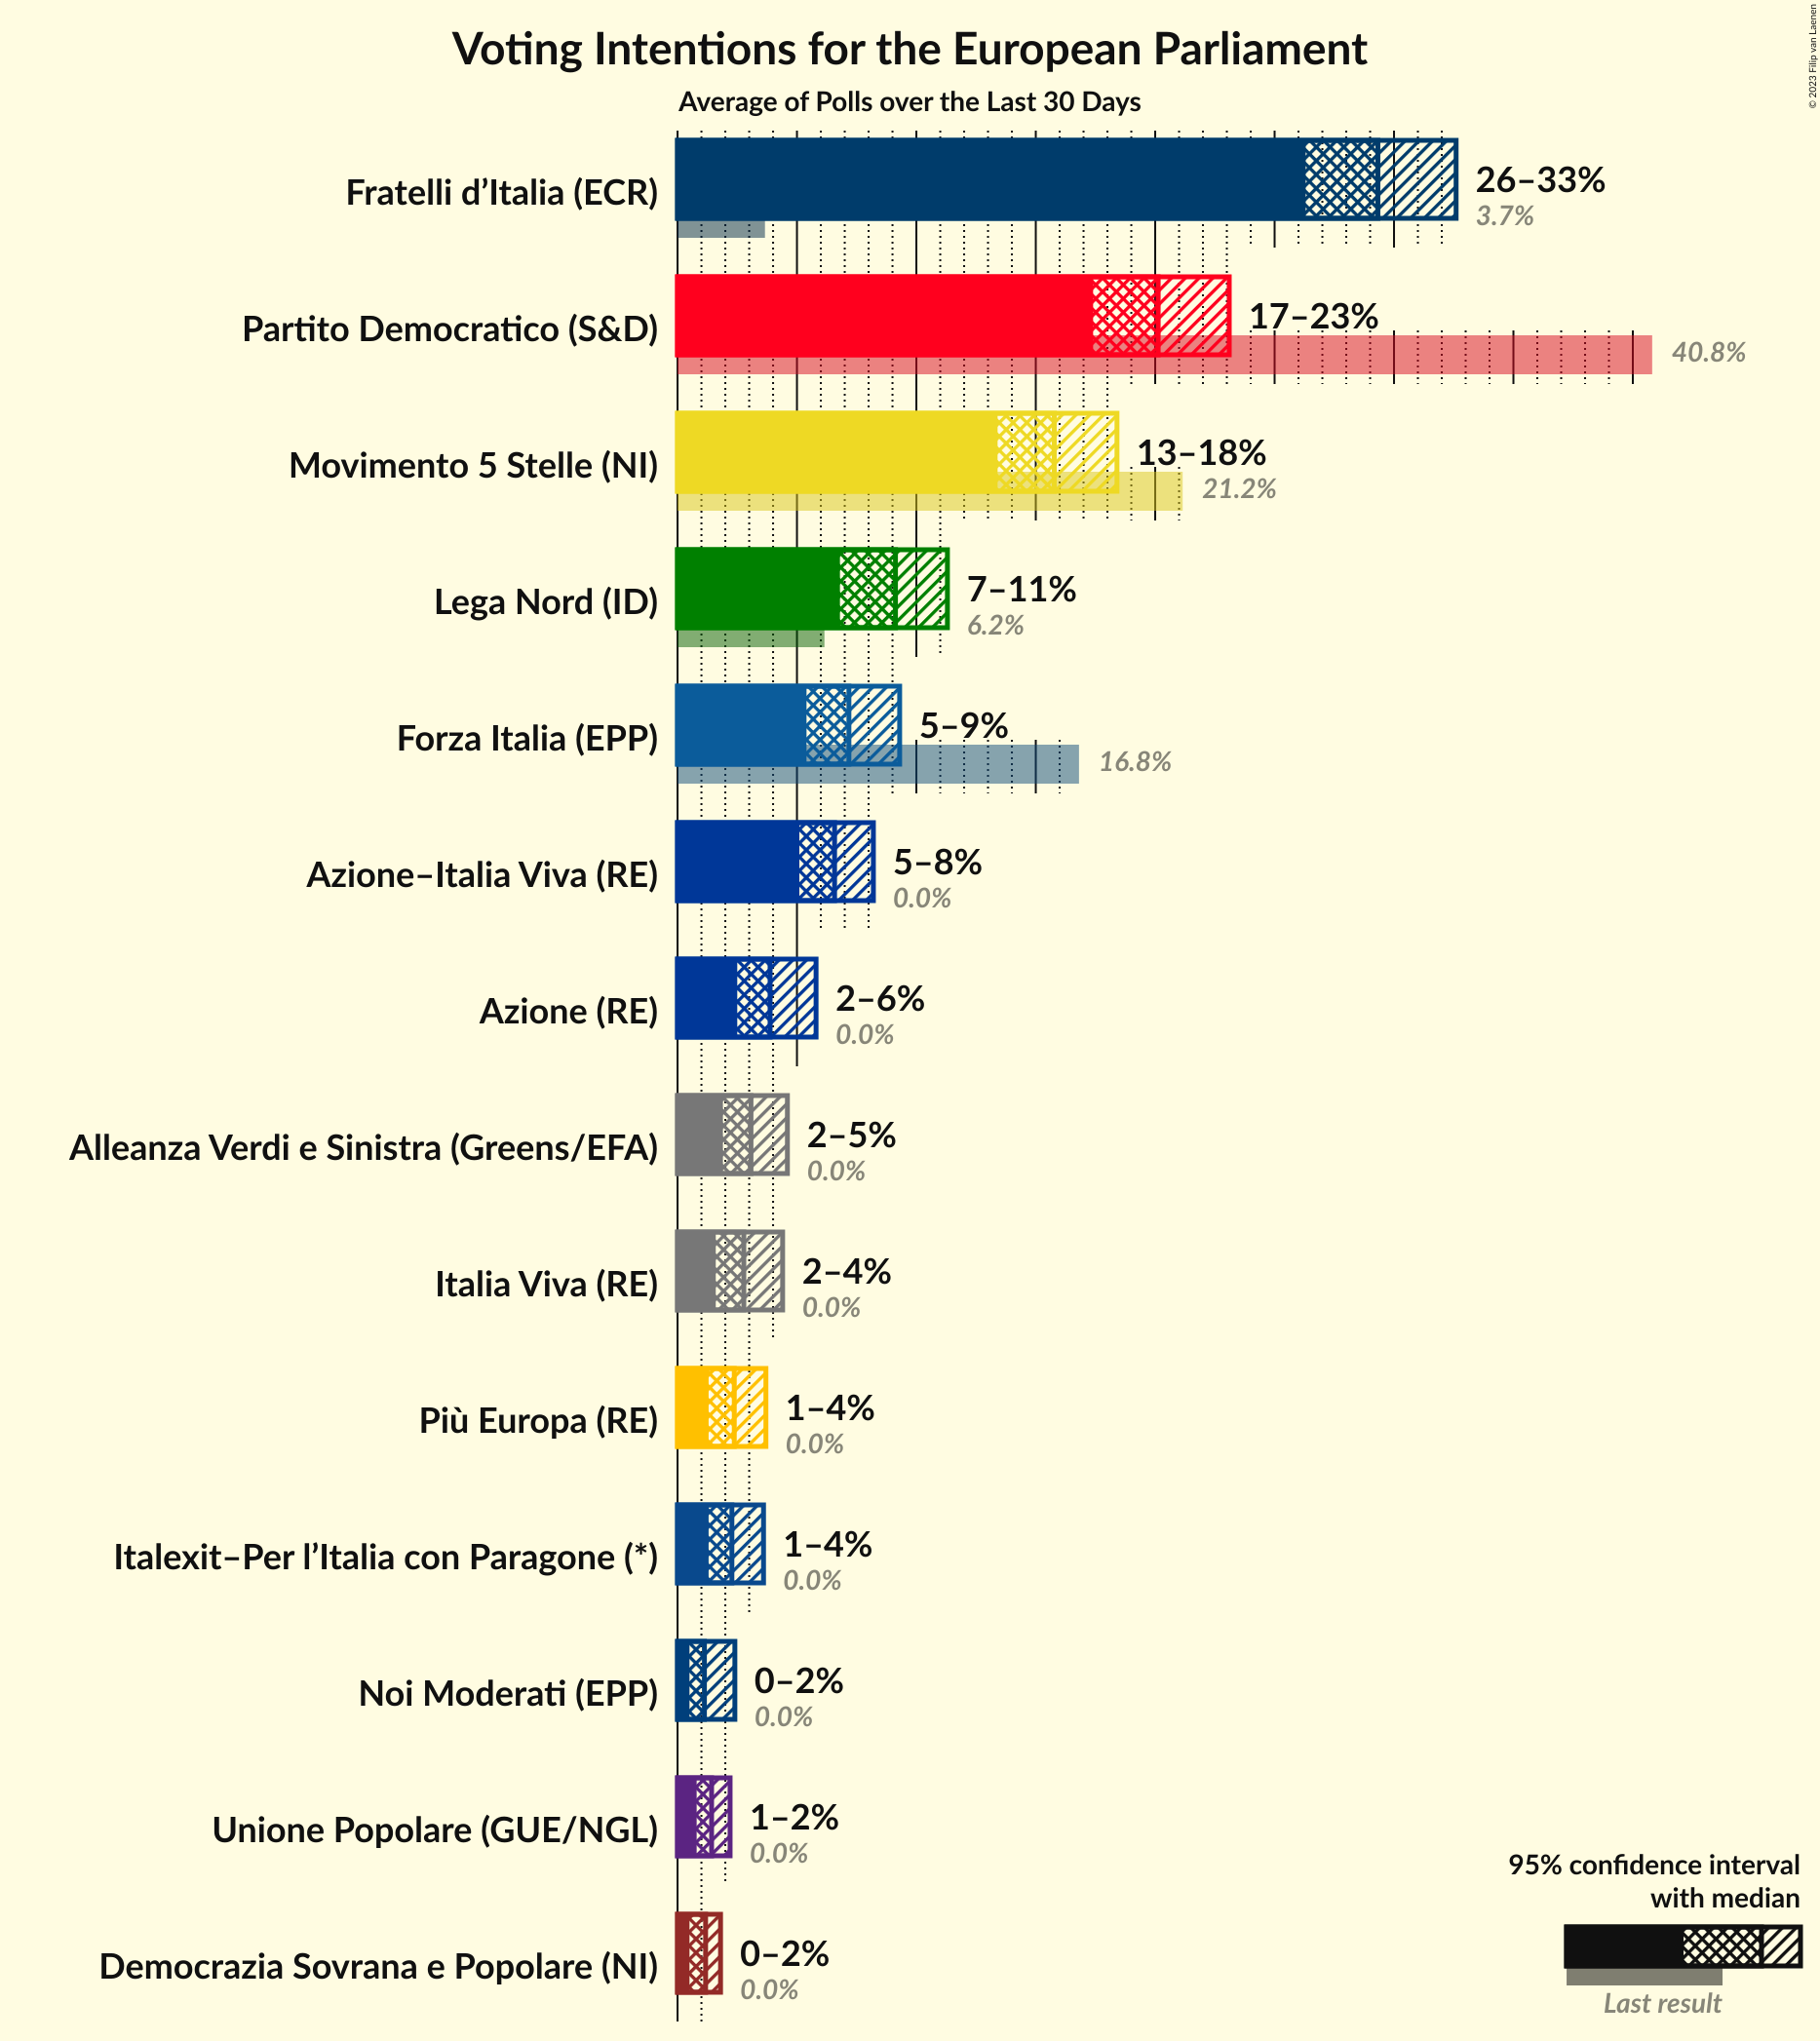 © 2023 Filip van Laenen
Voting Intentions for the European Parliament
Average of Polls over the Last 30 Days
Fratelli d’Italia (ECR)
26–33%
3.7%
Partito Democratico (S&D)
17–23%
40.8%
Movimento 5 Stelle (NI)
13–18%
21.2%
Lega Nord (ID)
7–11%
6.2%
Forza Italia (EPP)
5–9%
16.8%
Azione–Italia Viva (RE)
5–8%
0.0%
Azione (RE)
2–6%
0.0%
Alleanza Verdi e Sinistra (Greens/EFA)
2–5%
0.0%
Italia Viva (RE)
2–4%
0.0%
Più Europa (RE)
1–4%
0.0%
Italexit–Per l’Italia con Paragone (*)
1–4%
0.0%
Noi Moderati (EPP)
0–2%
0.0%
Unione Popolare (GUE/NGL)
1–2%
0.0%
Democrazia Sovrana e Popolare (NI)
0–2%
0.0%
95% confidence interval
with median
Last result